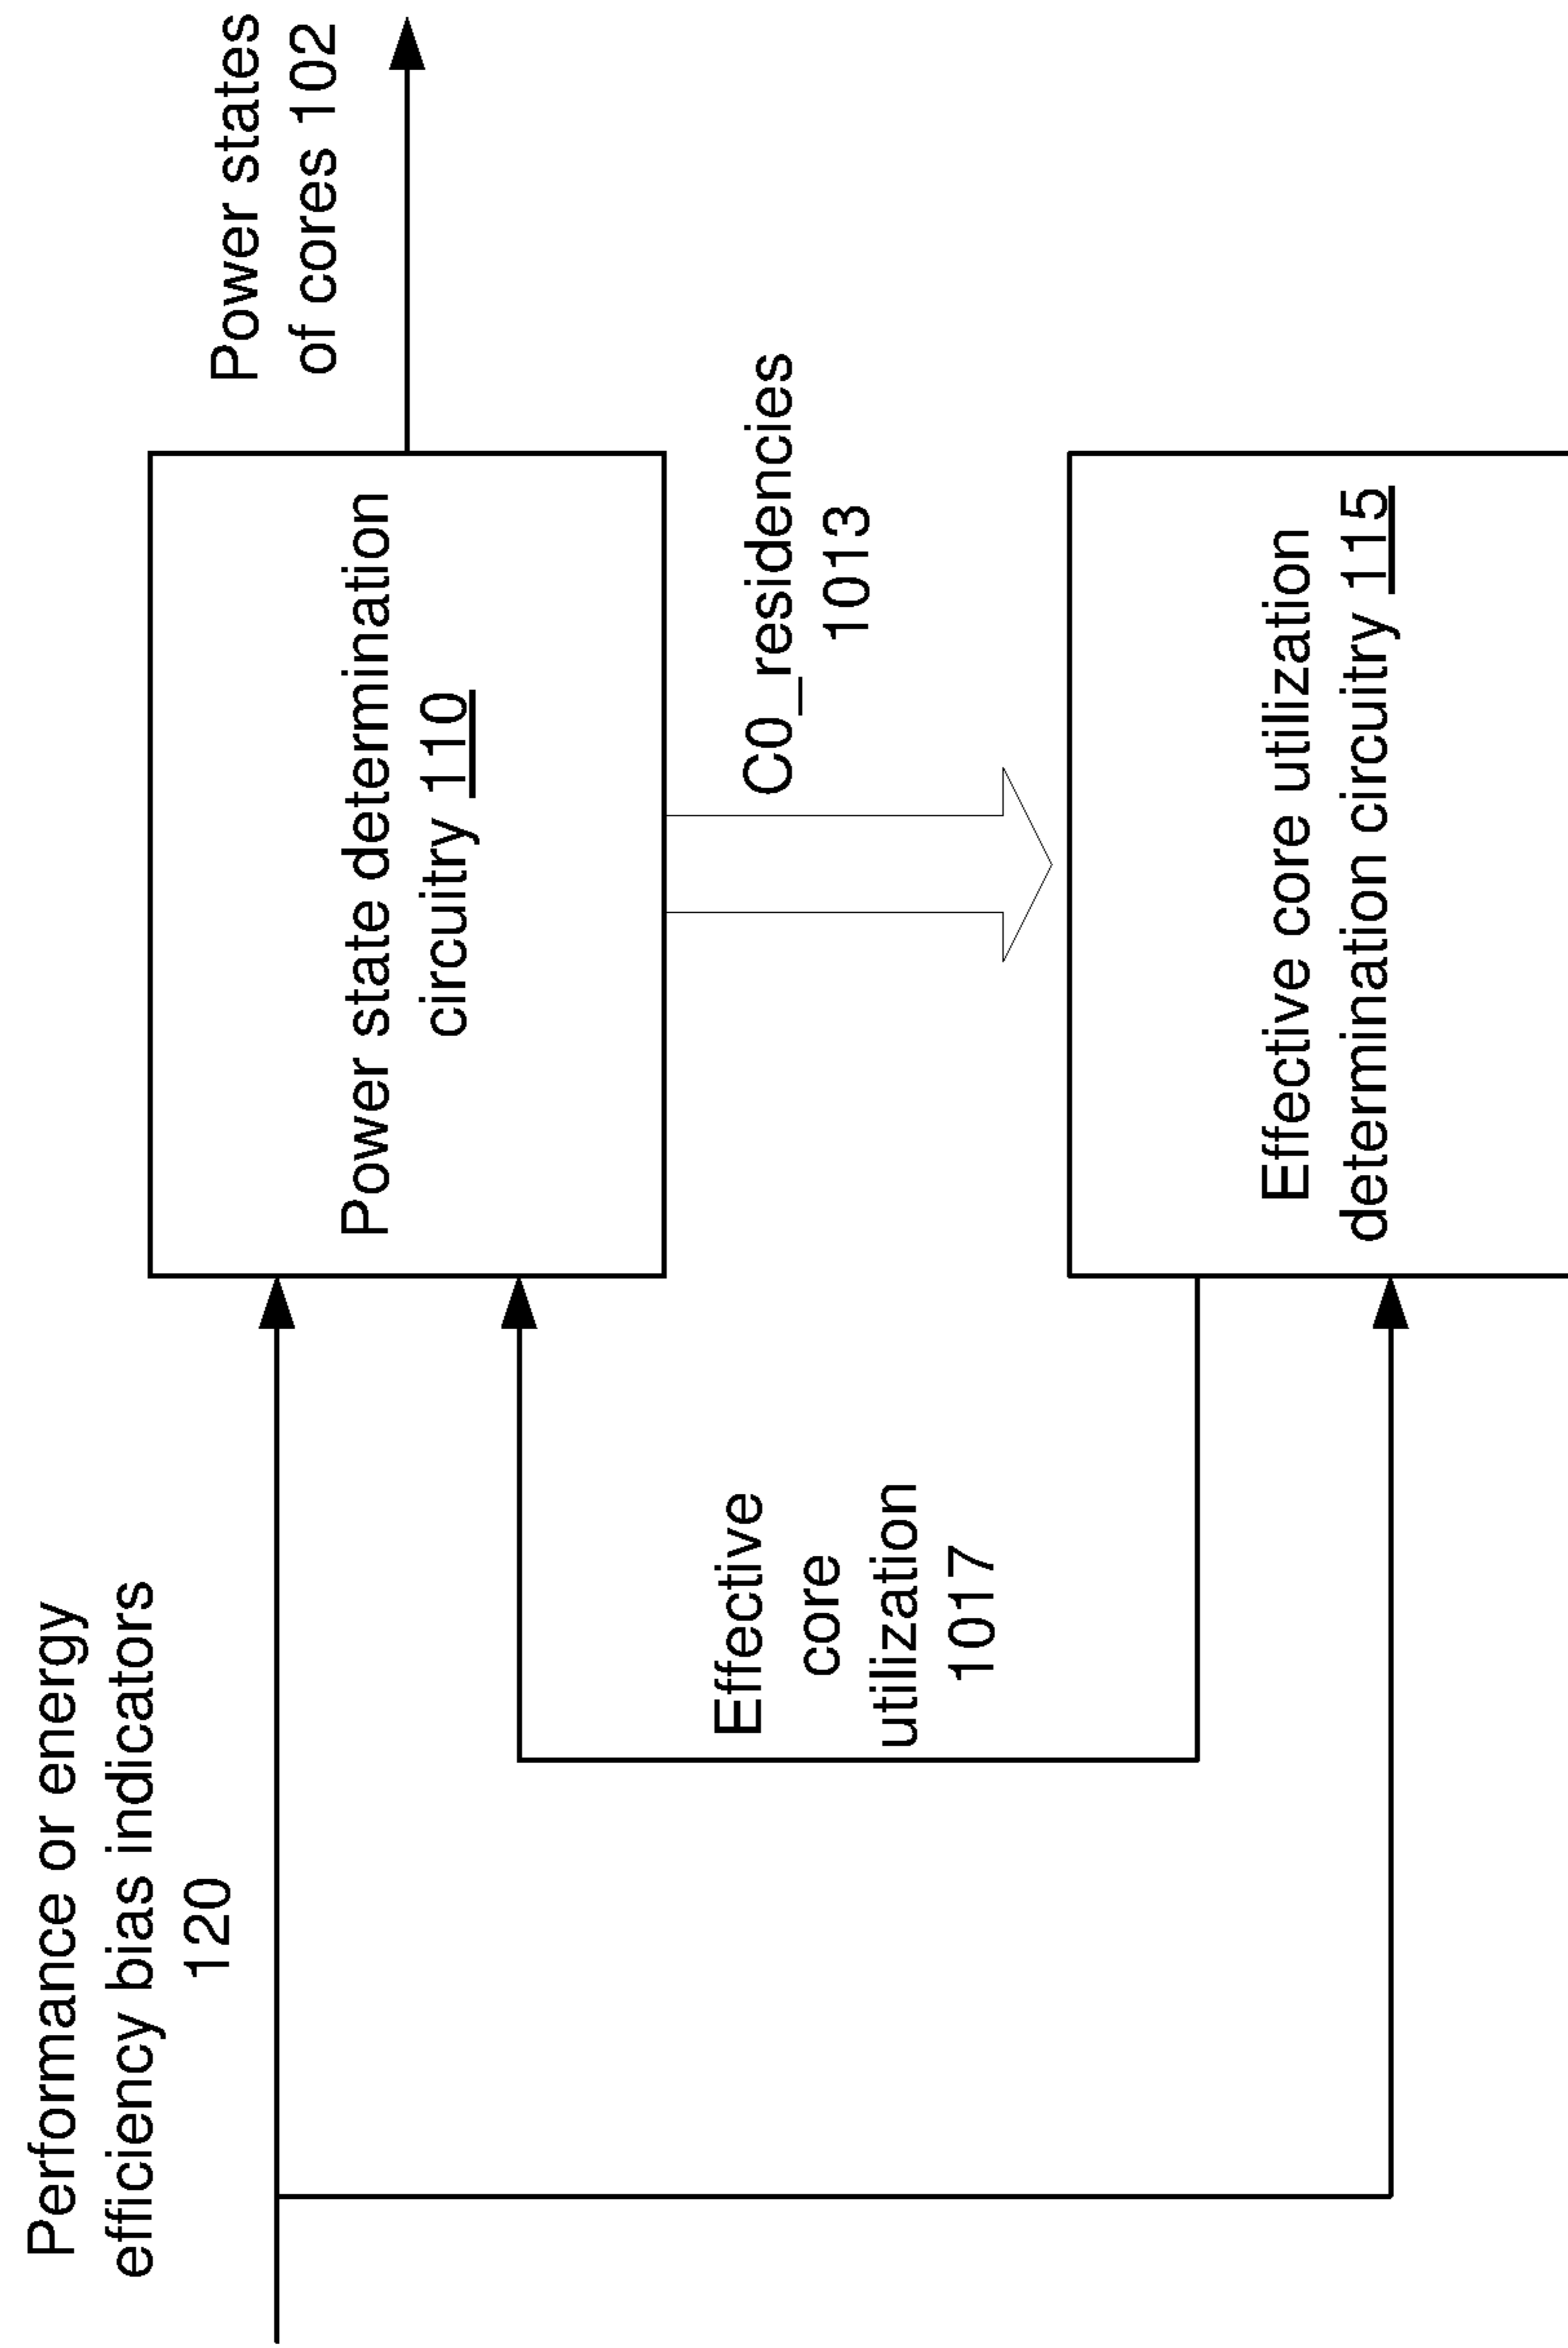 Performance or energy
efficiency bias indicators
120
Power state determination
circuitry 110
Power states
of cores 102
C0_residencies
1013
Effective
core
utilization
1017
Effective core utilization
determination circuitry 115